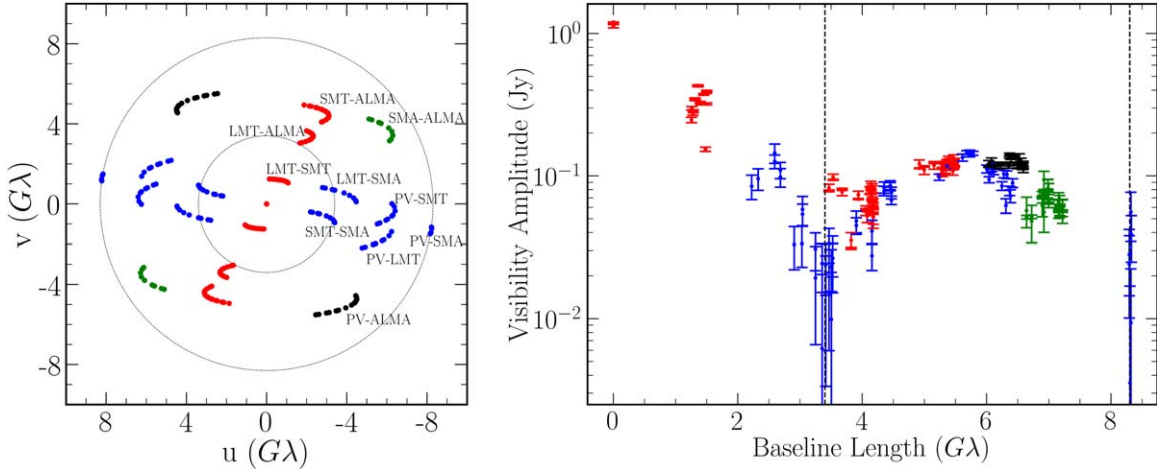 8
4
0
-4
-8
v (Gλ)
SMT-ALMA
SMA-ALMA
LMT-ALMA
LMT-SMT
LMT-SMA
PV-SMT
SMT-SMA
PV-SMA
PV-LMT
PV-ALMA
8 4 0 -4 -8
u (Gλ)
10⁰
10⁻¹
10⁻²
Visibility Amplitude (Jy)
0 2 4 6 8
Baseline Length (Gλ)